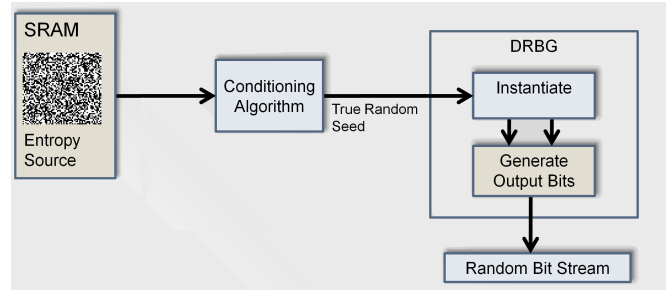 SRAM
Entropy
Source
Conditioning
Algorithm
True Random
Seed
DRBG
Instantiate
Generate
Output Bits
Random Bit Stream